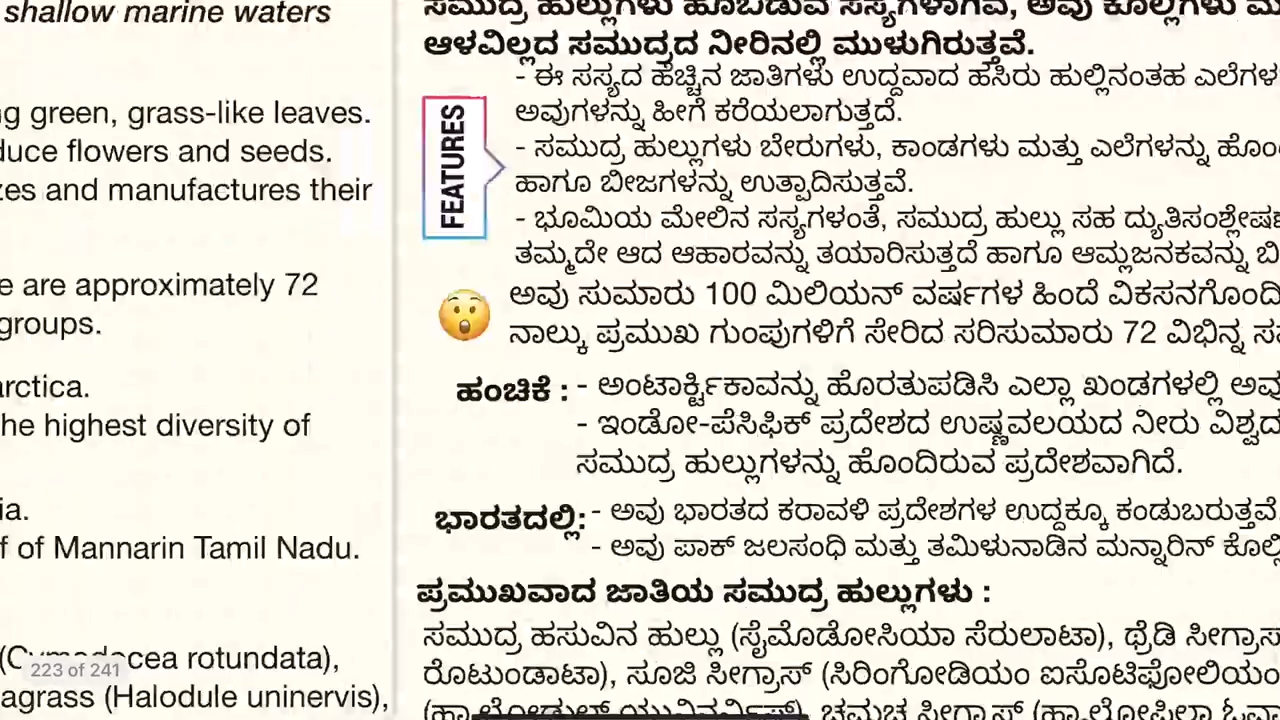 shallow marine waters
ng green, grass-like leaves.
duce flowers and seeds.
zes and manufactures their
e are approximately 72
groups.
arctica.
he highest diversity of
ia.
f of Mannarin Tamil Nadu.
(Cymodocea rotundata),
223 of 241
agrass (Halodule uninervis),
ಸಮುದ್ರ ಹುಲ್ಲುಗಳು ಹೂಬಿಡುವ ಸಸ್ಯಗಳಾಗಿವೆ, ಅವು ಕೊಲ್ಲಿಗಳು
ಆಳವಿಲ್ಲದ ಸಮುದ್ರದ ನೀರಿನಲ್ಲಿ ಮುಳುಗಿರುತ್ತವೆ.
FEATURES
- ಈ ಸಸ್ಯದ ಹೆಚ್ಚಿನ ಜಾತಿಗಳು ಉದ್ದವಾದ ಹಸಿರು ಹುಲ್ಲಿನಂತಹ ಎಲೆಗಳ
ಅವುಗಳನ್ನು ಹೀಗೆ ಕರೆಯಲಾಗುತ್ತದೆ.
- ಸಮುದ್ರ ಹುಲ್ಲುಗಳು ಬೇರುಗಳು, ಕಾಂಡಗಳು ಮತ್ತು ಎಲೆಗಳನ್ನು ಹೊಂ
ಹಾಗೂ ಬೀಜಗಳನ್ನು ಉತ್ಪಾದಿಸುತ್ತವೆ.
- ಭೂಮಿಯ ಮೇಲಿನ ಸಸ್ಯಗಳಂತೆ, ಸಮುದ್ರ ಹುಲ್ಲು ಸಹ ದ್ಯುತಿಸಂಶ್ಲೇಷ
ತಮ್ಮದೇ ಆದ ಆಹಾರವನ್ನು ತಯಾರಿಸುತ್ತದೆ ಹಾಗೂ ಆಮ್ಲಜನಕವನ್ನು ಬಿ
ಅವು ಸುಮಾರು 100 ಮಿಲಿಯನ್ ವರ್ಷಗಳ ಹಿಂದೆ ವಿಕಸನಗೊಂಡಿ
ನಾಲ್ಕು ಪ್ರಮುಖ ಗುಂಪುಗಳಿಗೆ ಸೇರಿದ ಸರಿಸುಮಾರು 72 ವಿಭಿನ್ನ ಸ
ಹಂಚಿಕೆ : - ಅಂಟಾರ್ಕ್ಟಿಕಾವನ್ನು ಹೊರತುಪಡಿಸಿ ಎಲ್ಲಾ ಖಂಡಗಳಲ್ಲಿ ಅವು
- ಇಂಡೋ-ಪೆಸಿಫಿಕ್ ಪ್ರದೇಶದ ಉಷ್ಣವಲಯದ ನೀರು ವಿಶ್ವದ
ಸಮುದ್ರ ಹುಲ್ಲುಗಳನ್ನು ಹೊಂದಿರುವ ಪ್ರದೇಶವಾಗಿದೆ.
ಭಾರತದಲ್ಲಿ: - ಅವು ಭಾರತದ ಕರಾವಳಿ ಪ್ರದೇಶಗಳ ಉದ್ದಕ್ಕೂ ಕಂಡುಬರುತ್ತವೆ
- ಅವು ಪಾಕ್ ಜಲಸಂಧಿ ಮತ್ತು ತಮಿಳುನಾಡಿನ ಮನ್ನಾರಿನ್ ಕೊಲ್ಲಿ
ಪ್ರಮುಖವಾದ ಜಾತಿಯ ಸಮುದ್ರ ಹುಲ್ಲುಗಳು :
ಸಮುದ್ರ ಹಸುವಿನ ಹುಲ್ಲು (ಸೈಮೊಡೋಸಿಯಾ ಸೆರುಲಾಟಾ), ಥ್ರೆಡಿ ಸೀಗ್ರಾಸ್
ರೊಟುಂಡಾಟಾ), ಸೂಜಿ ಸೀಗ್ರಾಸ್ (ಸಿರಿಂಗೋಡಿಯಂ ಐಸೊಟಿಫೋಲಿಯಂ
(ಹಾಲೋಡುಲ್ ಯುನಿನರ್ವಿಸ್), ಚಮಚ ಸೀಗ್ರಾಸ್